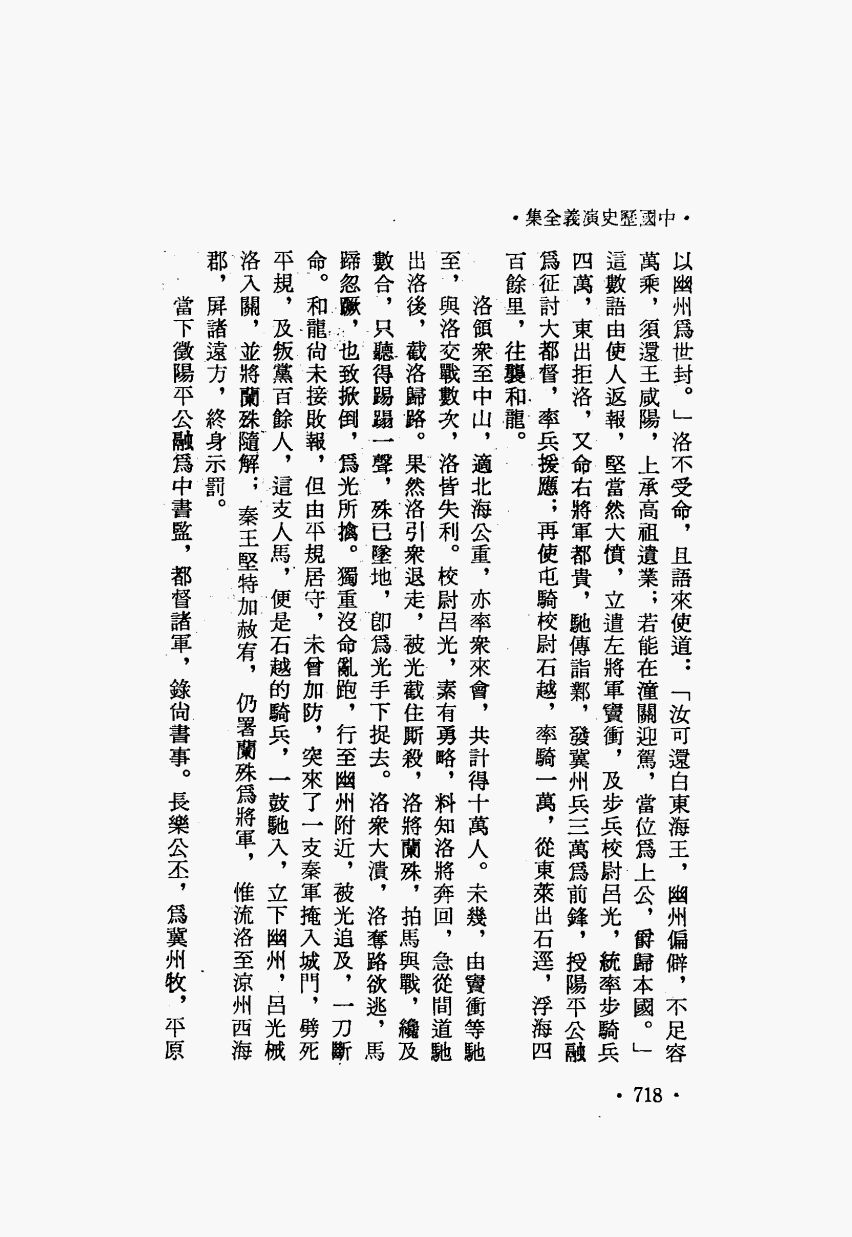 •中國歷史演義全集•
以幽州爲世封。」洛不受命，且語來使道：「汝可還白東海王，幽州偏僻，不足容
萬乘，須還王咸陽，上承高祖遺業；若能在潼關迎駕，當位爲上公，爵歸本國。」
這數語由使人返報，堅當然大憤，立遣左將軍竇衝，及步兵校尉呂光，統率步騎兵
四萬，東出拒洛，又命右將軍都貴，馳傳詣鄴，發冀州兵三萬爲前鋒，授陽平公融
爲征討大都督，率兵援應；再使屯騎校尉石越，率騎一萬，從東萊出石逕，浮海四
百餘里，往襲和龍。
洛領衆至中山，適北海公重，亦率衆來會，共計得十萬人。未幾，由竇衝等馳
至，與洛交戰數次，洛皆失利。校尉呂光，素有勇略，料知洛將奔回，急從間道馳
出洛後，截洛歸路。果然洛引衆退走，被光截住厮殺，洛將蘭殊，拍馬與戰，纔及
數合，只聽得踢蹋一聲，殊已墜地，卽爲光手下捉去。洛衆大潰，洛奪路欲逃，馬
蹄忽蹶，也致掀倒，爲光所擒。獨重沒命亂跑，行至幽州附近，被光追及，一刀斷
命。和龍尙未接敗報，但由平規居守，未曾加防，突來了一支秦軍掩入城門，劈死
平規，及叛黨百餘人，這支人馬，便是石越的騎兵，一鼓馳入，立下幽州，呂光械
洛入關，並將蘭殊隨解；秦王堅特加赦宥，仍署蘭殊爲將軍，惟流洛至涼州西海
郡，屏諸遠方，終身示罰。
當下徵陽平公融爲中書監，都督諸軍，錄尙書事。長樂公丕，爲冀州牧，平原
•718•